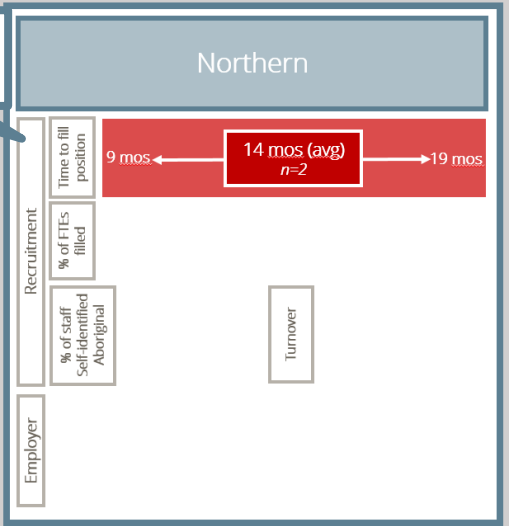 Northern
Recruitment
Time to fill
position
9 mos
14 mos (avg)
n=2
19 mos
% of FTEs
filled
% of staff
Self-identified
Aboriginal
Turnover
Employer